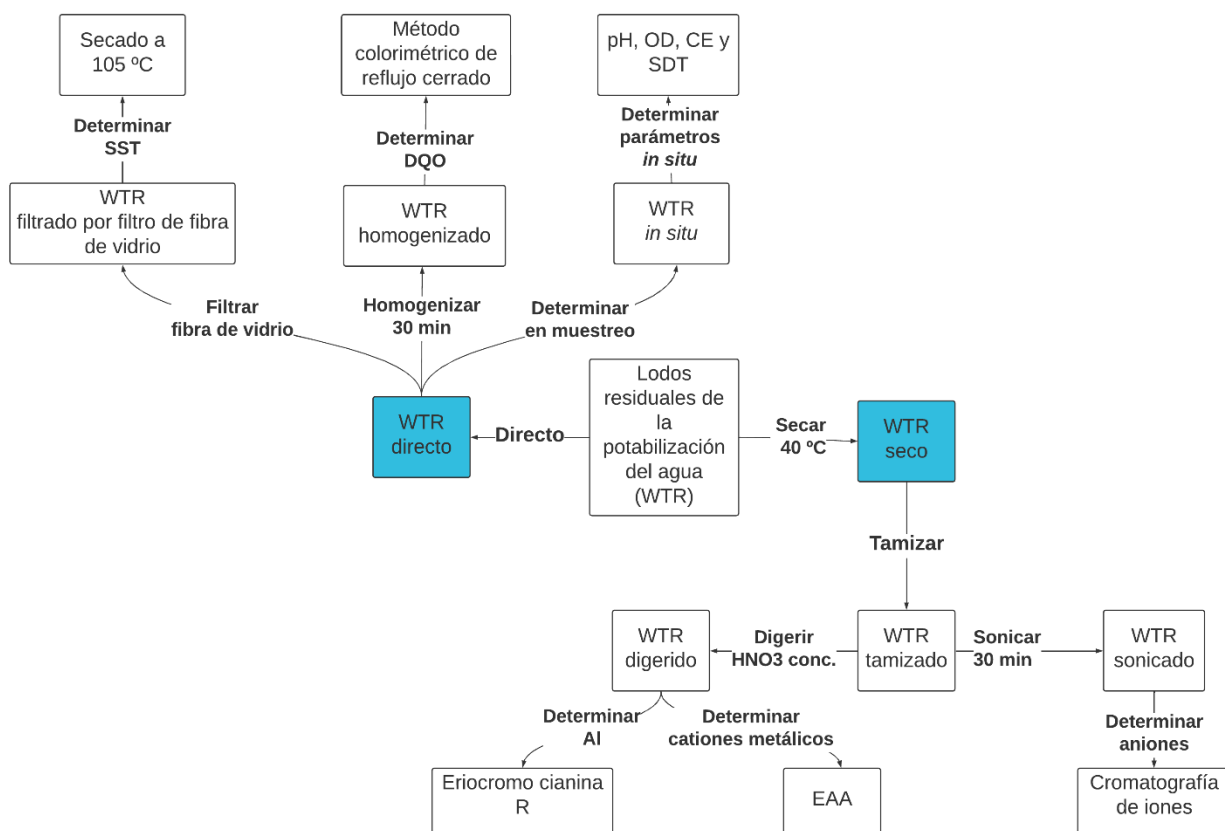 Secado a
105 ºC
Método
colorimétrico de
reflujo cerrado
pH, OD, CE y
SDT
Determinar
SST
Determinar
DQO
Determinar
parámetros
in situ
WTR
filtrado por filtro de fibra
de vidrio
WTR
homogenizado
WTR
in situ
Filtrar
fibra de vidrio
Homogenizar
30 min
Determinar
en muestreo
WTR
directo
Directo
Lodos
residuales de
la
potabilización
del agua
(WTR)
Secar
40 ºC
WTR
seco
Tamizar
WTR
digerido
Digerir
HNO3 conc.
WTR
tamizado
Sonicar
30 min
WTR
sonicado
Determinar
Al
Determinar
cationes metálicos
Determinar
aniones
Eriocromo cianina
R
EAA
Cromatografía
de iones